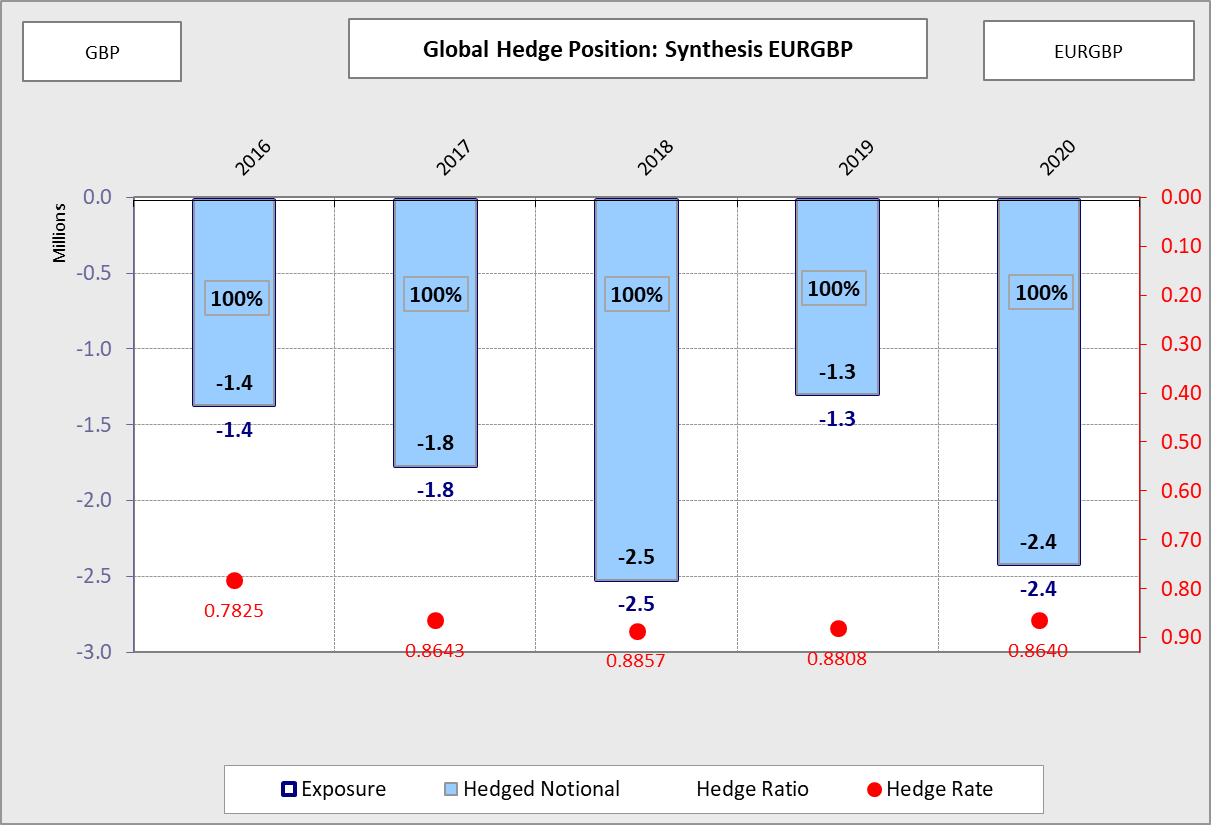 GBP
Global Hedge Position: Synthesis EURGBP
EURGBP
2016 2017 2018 2019 2020
Millions
0.0
-0.5
-1.0
-1.5
-2.0
-2.5
-3.0
100% 100% 100% 100% 100%
-1.4 -1.8 -2.5 -1.3 -2.4
-1.4 -1.8 -2.5 -1.3 -2.4
0.7825 0.8643 0.8857 0.8808 0.8640
0.00
0.10
0.20
0.30
0.40
0.50
0.60
0.70
0.80
0.90
Exposure Hedged Notional Hedge Ratio Hedge Rate